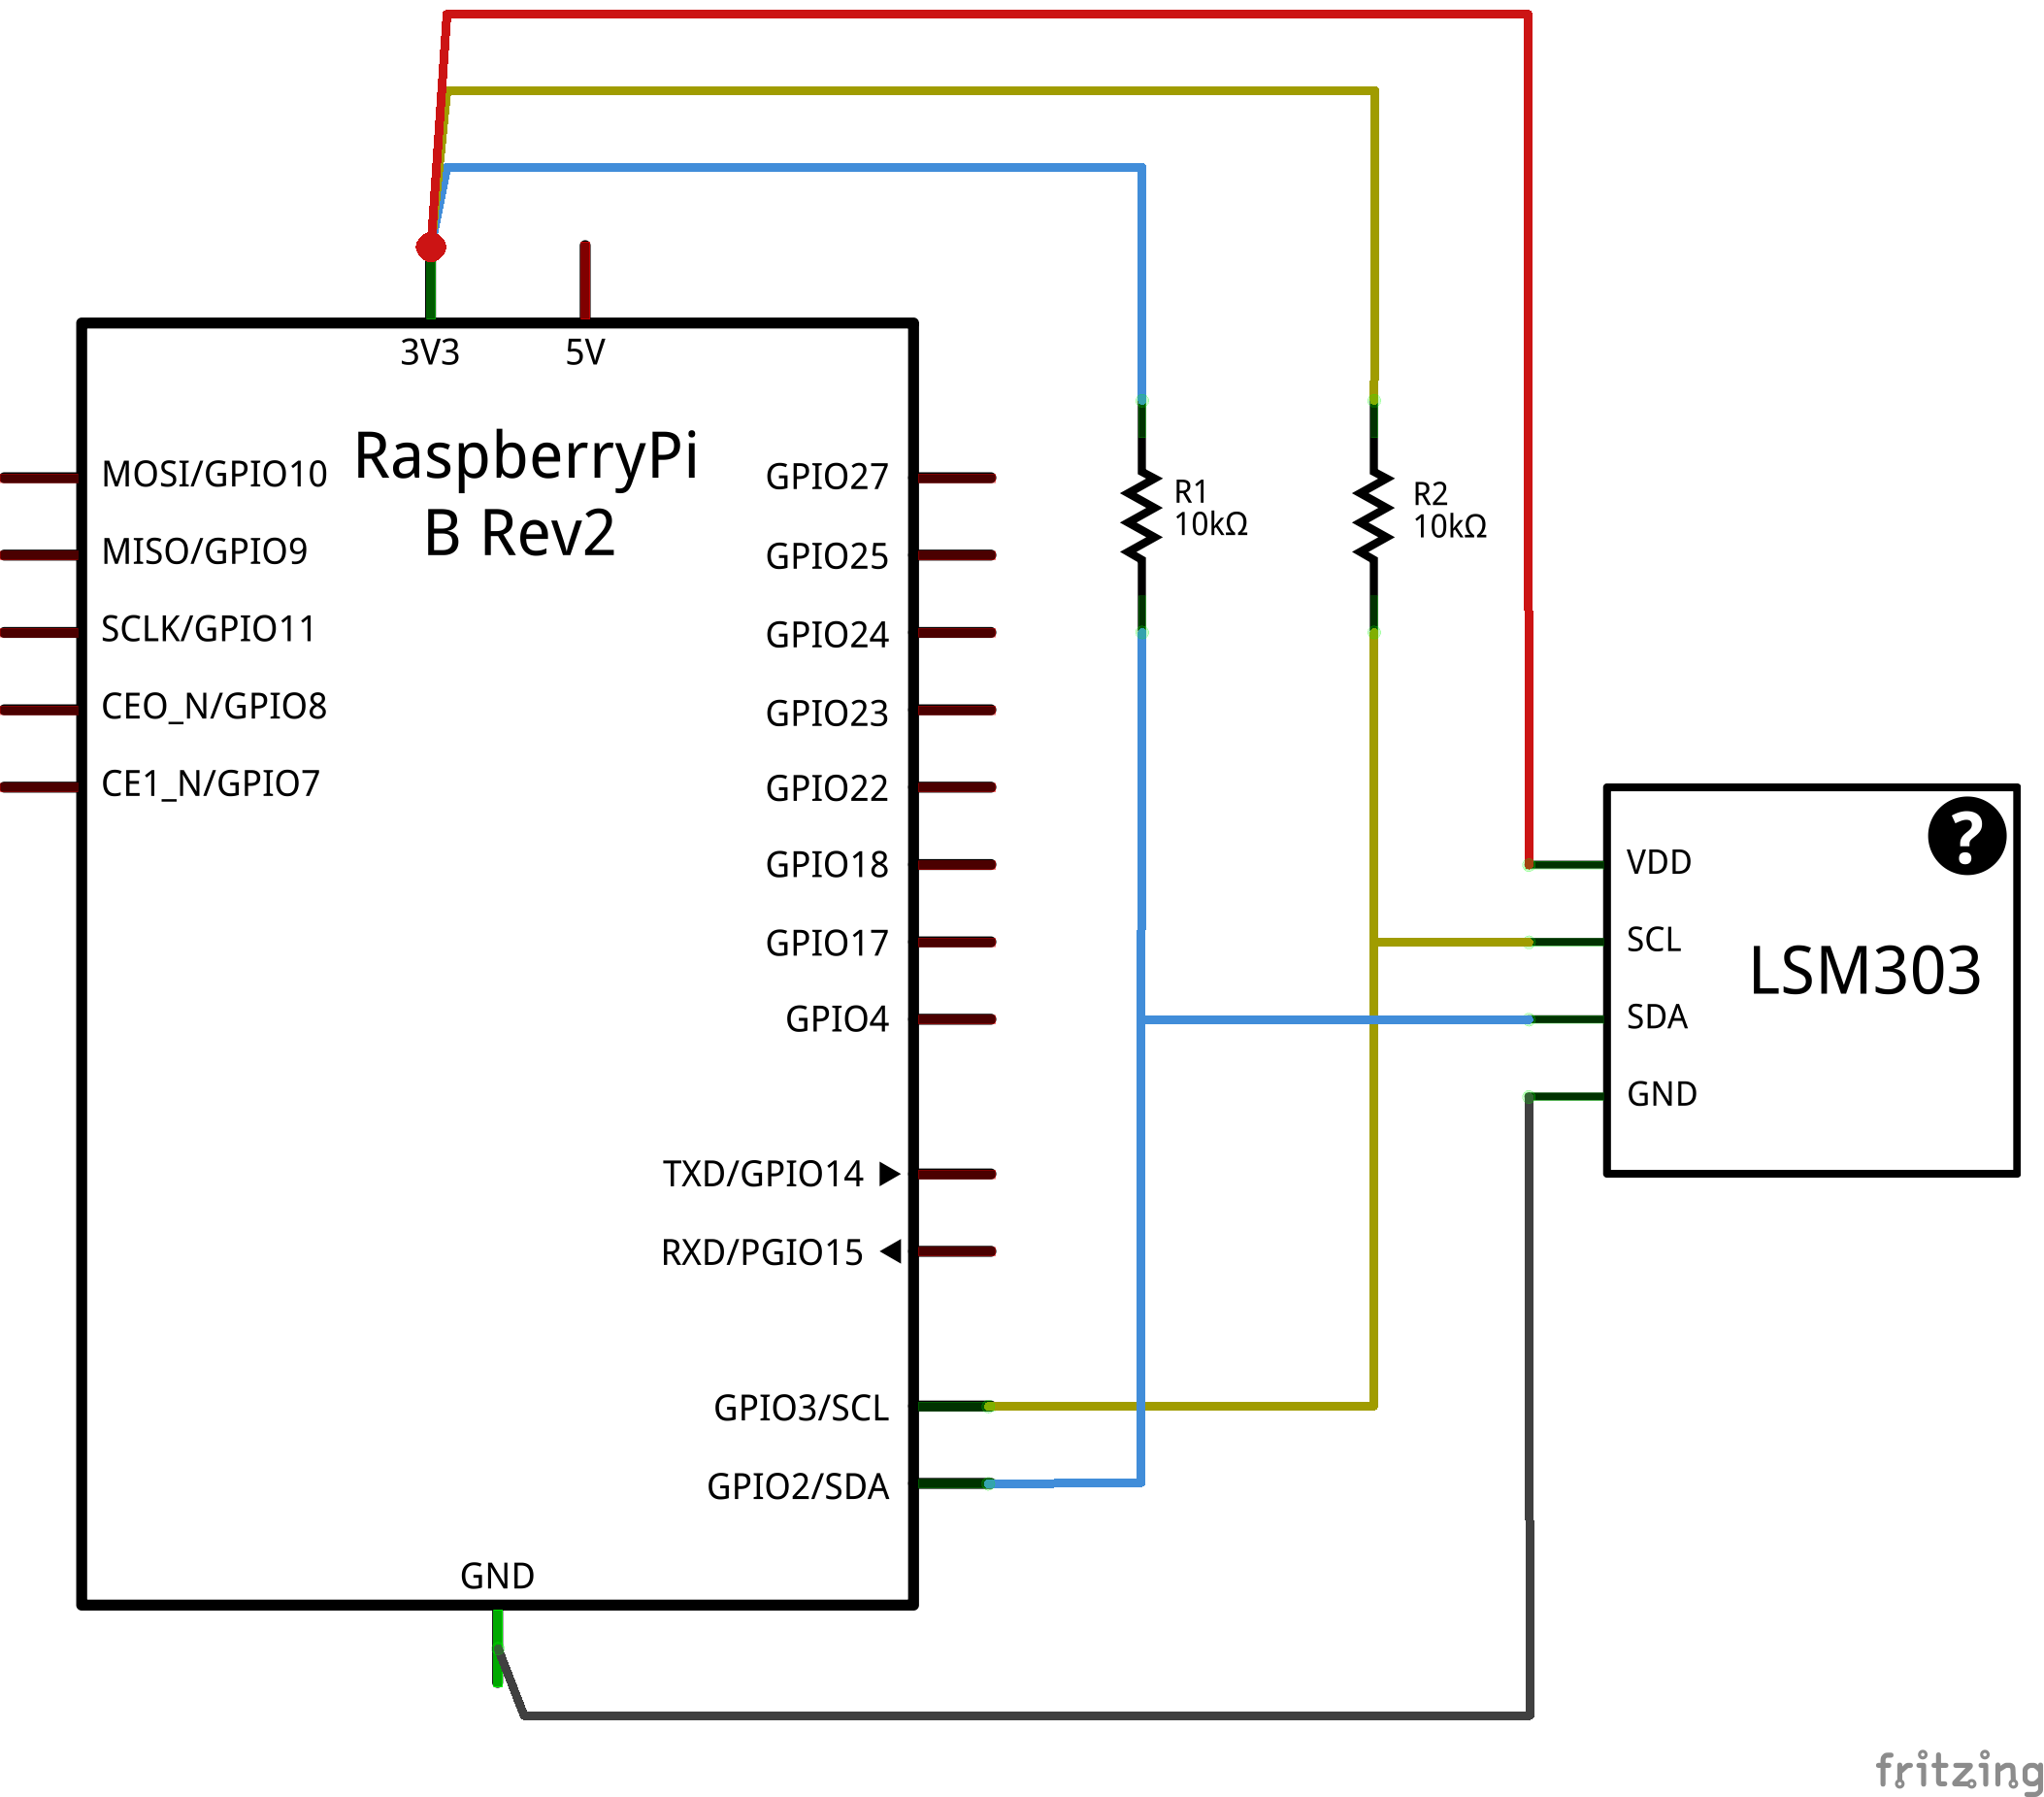 3V3
5V
RaspberryPi
B Rev2
MOSI/GPIO10
MISO/GPIO9
SCLK/GPIO11
CEO_N/GPIO8
CE1_N/GPIO7
GPIO27
GPIO25
GPIO24
GPIO23
GPIO22
GPIO18
GPIO17
GPIO4
TXD/GPIO14
RXD/PGIO15
GPIO3/SCL
GPIO2/SDA
GND
R1
10kΩ
R2
10kΩ
?
VDD
SCL
LSM303
SDA
GND
fritzing